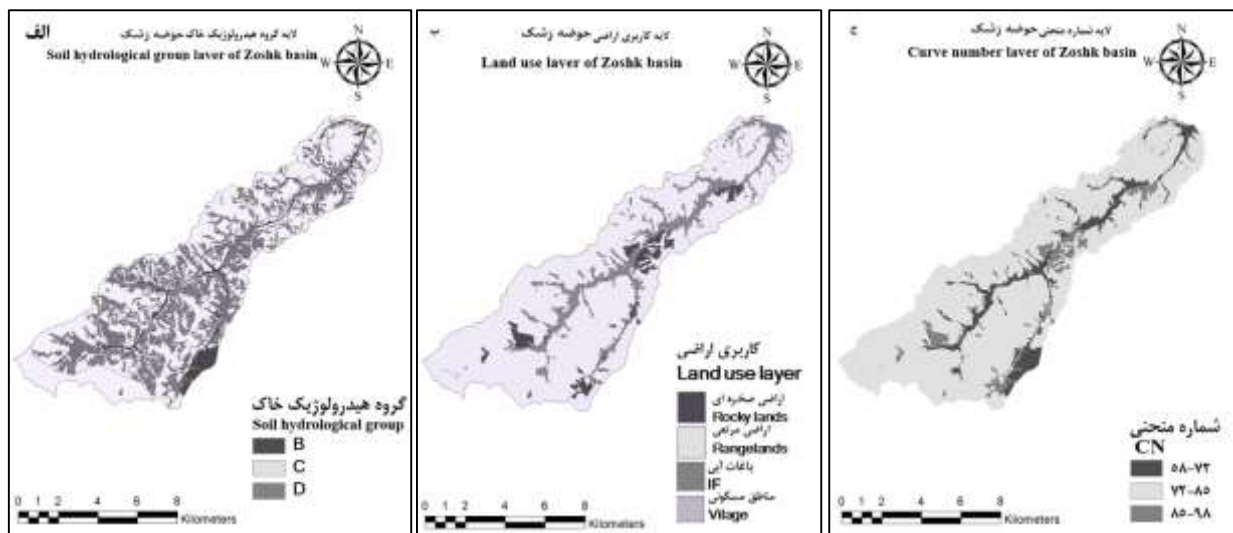 الف
لایه گروه هیدرولوژیک خاک حوضه زشک
Soil hydrological group layer of Zoshk basin
N
W E
S
گروه هیدرولوژیک خاک
Soil hydrological group
B
C
D
0 1 2 4 6 8
Kilometers
ب
لایه کاربری اراضی حوضه زشک
Land use layer of Zoshk basin
N
W E
S
کاربری اراضی
Land use layer
اراضی صخره ای
Rocky lands
اراضی مرتعی
Rangelands
باغات آبی
IF
مناطق مسکونی
Vilage
0 1 2 4 6 8
Kilometers
ج
لایه شماره منحنی حوضه زشک
Curve number layer of Zoshk basin
N
W E
S
شماره منحنی
CN
۵۸-۷۲
۷۲-۸۵
۸۵-۹۸
0 1 2 4 6 8
Kilometers